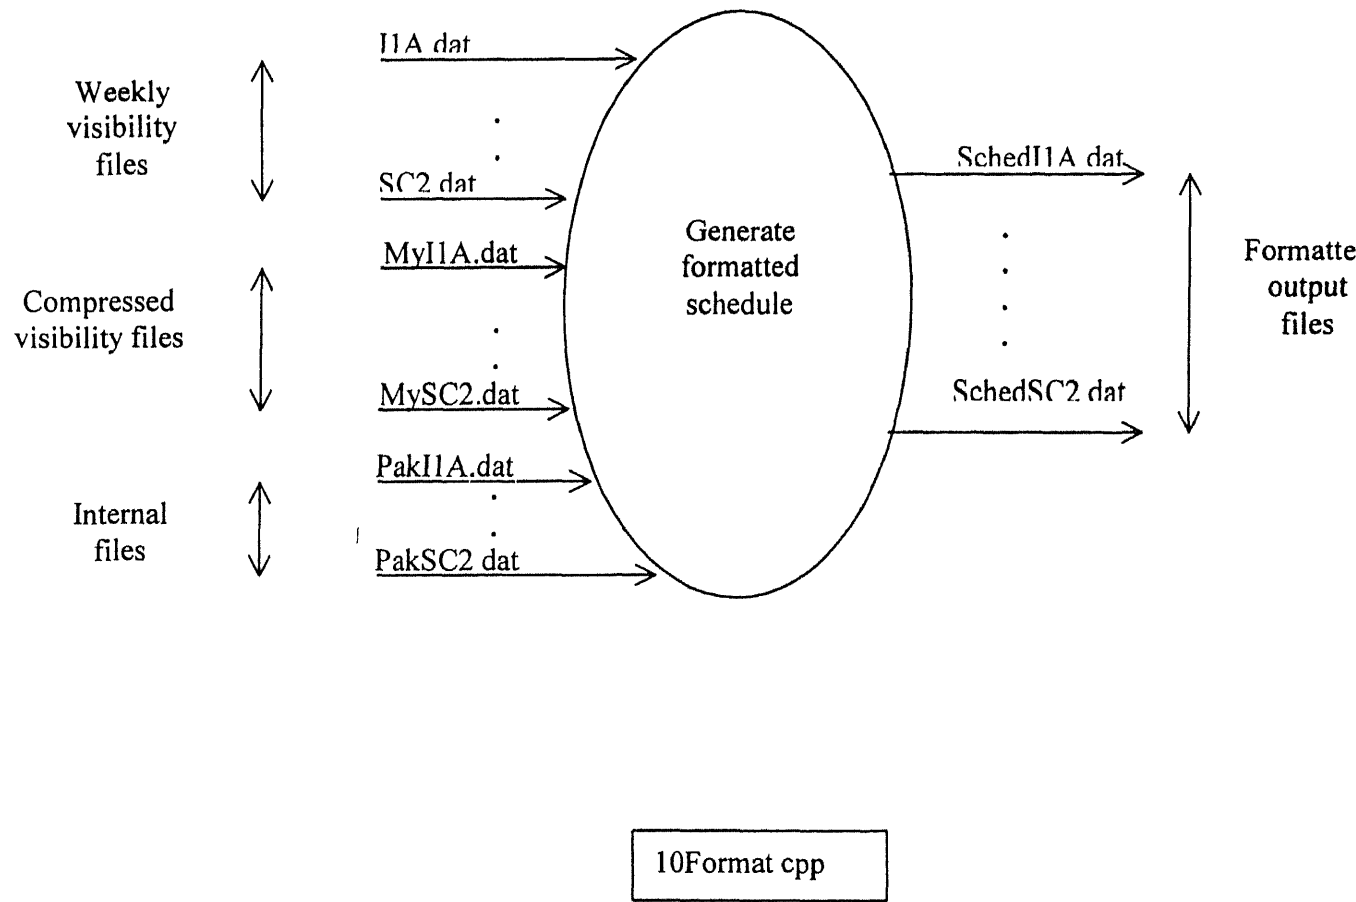 I1A dat
Weekly
visibility
files
SC2 dat
MyI1A.dat
Compressed
visibility files
MySC2.dat
PakI1A.dat
Internal
files
PakSC2 dat
Generate
formatted
schedule
SchedI1A dat
SchedSC2 dat
Formatte
output
files
10Format cpp